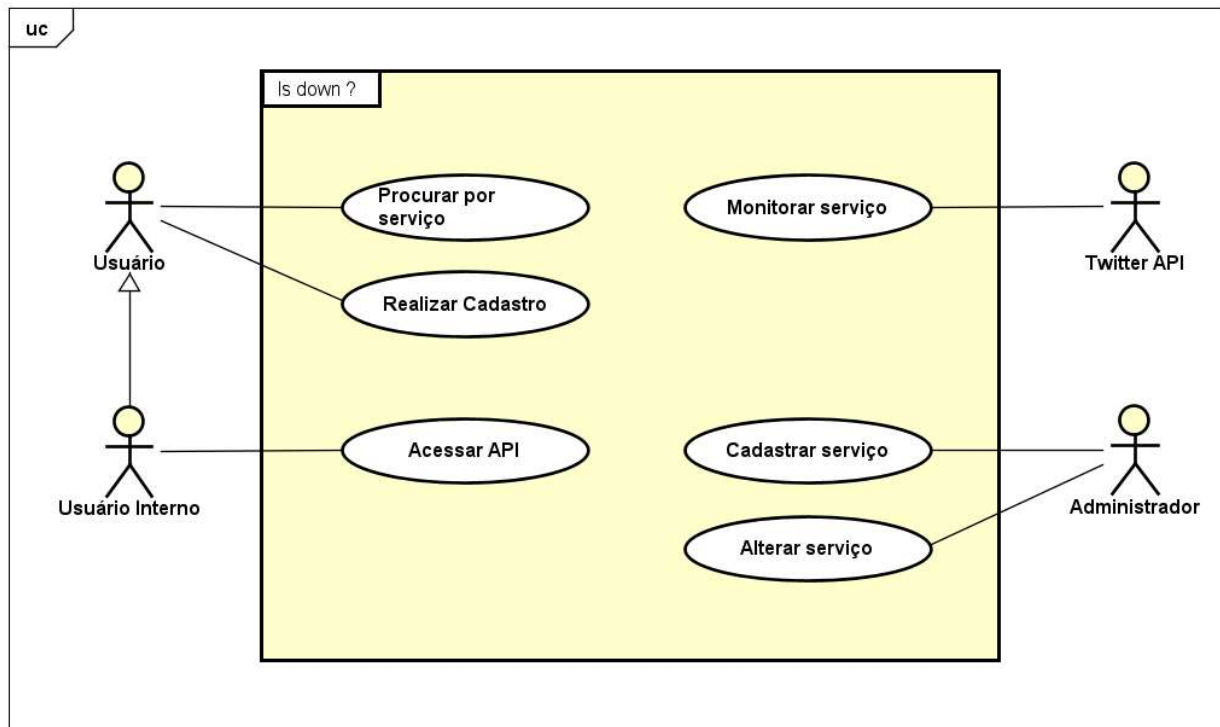 uc
Is down ?
Procurar por
serviço
Monitorar serviço
Usuário
Twitter API
Realizar Cadastro
Acessar API
Cadastrar serviço
Usuário Interno
Administrador
Alterar serviço